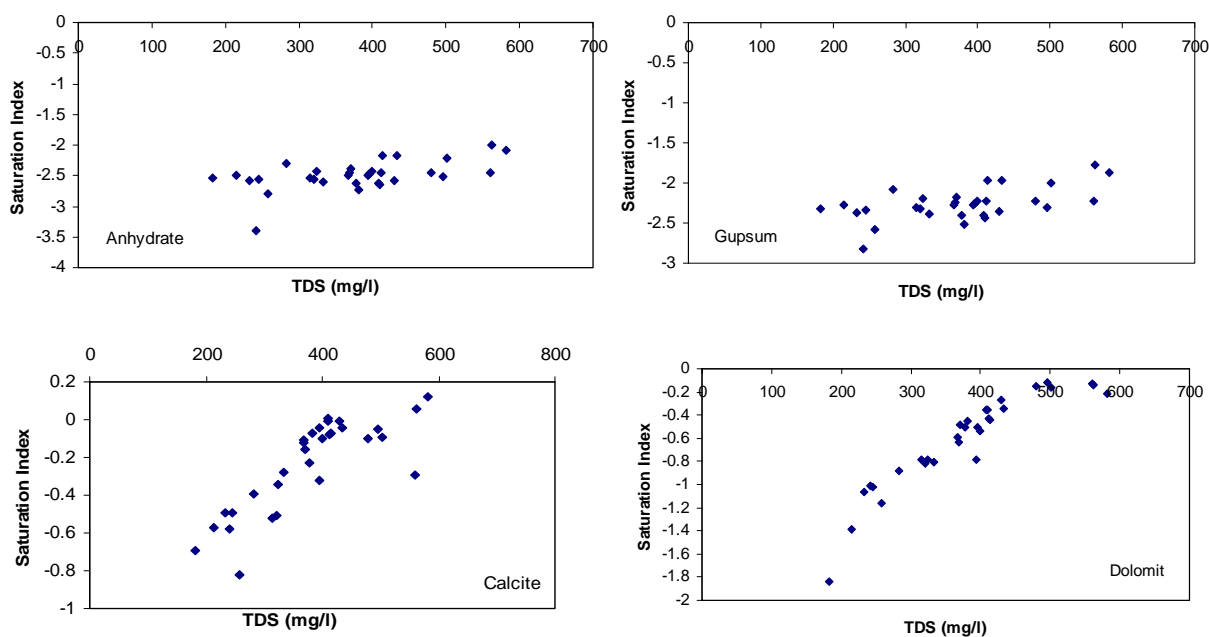 0
0 100 200 300 400 500 600 700
-0.5
-1
-1.5
-2
-2.5
-3
-3.5
-4
Saturation Index
Anhydrate
TDS (mg/l)
0
0 100 200 300 400 500 600 700
-0.5
-1
-1.5
-2
-2.5
-3
Saturation Index
Gupsum
TDS (mg/l)
0 200 400 600 800
0.2
0
-0.2
-0.4
-0.6
-0.8
-1
Saturation Index
Calcite
TDS (mg/l)
0
0 100 200 300 400 500 600 700
-0.2
-0.4
-0.6
-0.8
-1
-1.2
-1.4
-1.6
-1.8
-2
Saturation Index
Dolomit
TDS (mg/l)